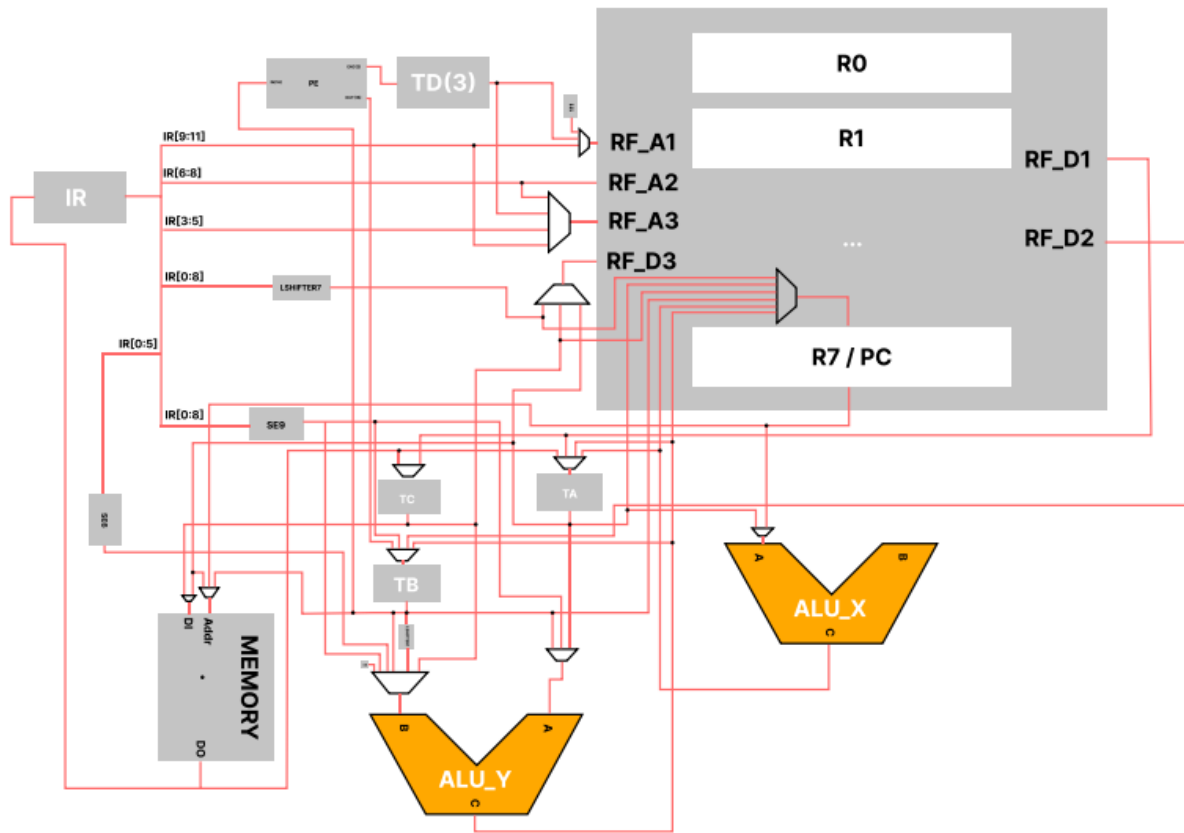 R0
PE
TD(3)
R1
IR[9:11]
RF_A1
RF_D1
IR[6:8]
RF_A2
IR
IR[3:5]
RF_A3
RF_D2
...
RF_D3
IR[0:8]
LSHIFTER7
IR[0:5]
R7 / PC
IR[0:8]
SE9
TC
TA
TB
A
B
ALU_X
C
DI
Addr
MEMORY
DO
B
A
ALU_Y
C